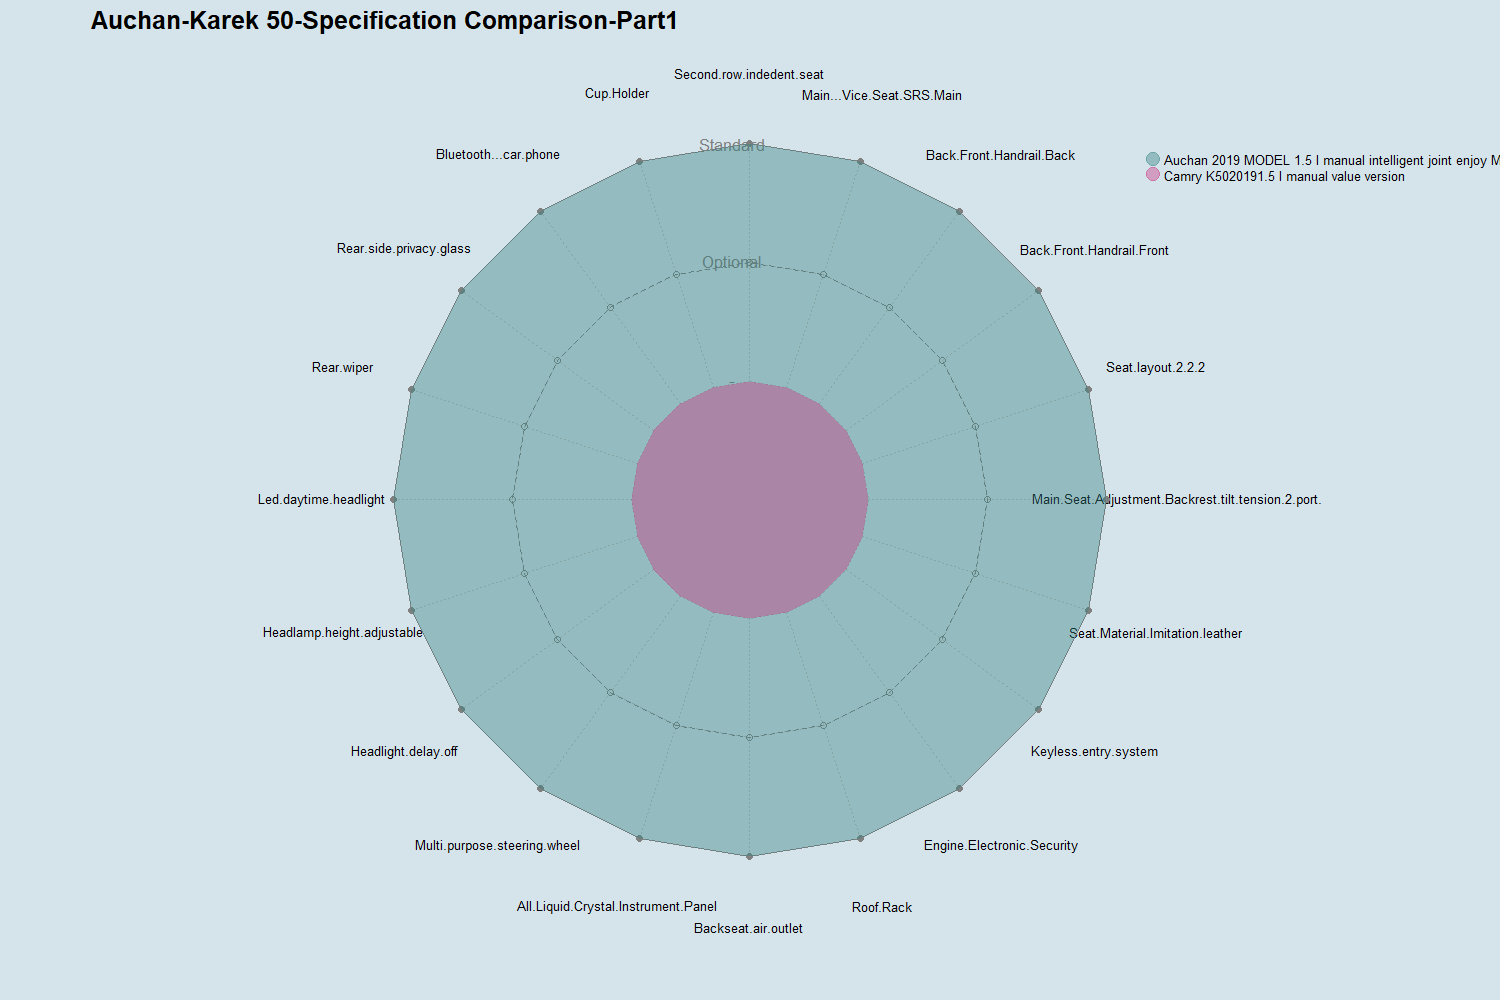 Auchan-Karek 50-Specification Comparison-Part1
Second.row.indedent.seat
Cup.Holder
Main...Vice.Seat.SRS.Main
Standard
Bluetooth...car.phone
Back.Front.Handrail.Back
Auchan 2019 MODEL 1.5 l manual intelligent joint enjoy M
Camry K5020191.5 l manual value version
Rear.side.privacy.glass
Back.Front.Handrail.Front
Optional
Rear.wiper
Seat.layout.2.2.2
-
Led.daytime.headlight
Main.Seat.Adjustment.Backrest.tilt.tension.2.port.
Headlamp.height.adjustable
Seat.Material.Imitation.leather
Headlight.delay.off
Keyless.entry.system
Multi.purpose.steering.wheel
Engine.Electronic.Security
All.Liquid.Crystal.Instrument.Panel
Roof.Rack
Backseat.air.outlet